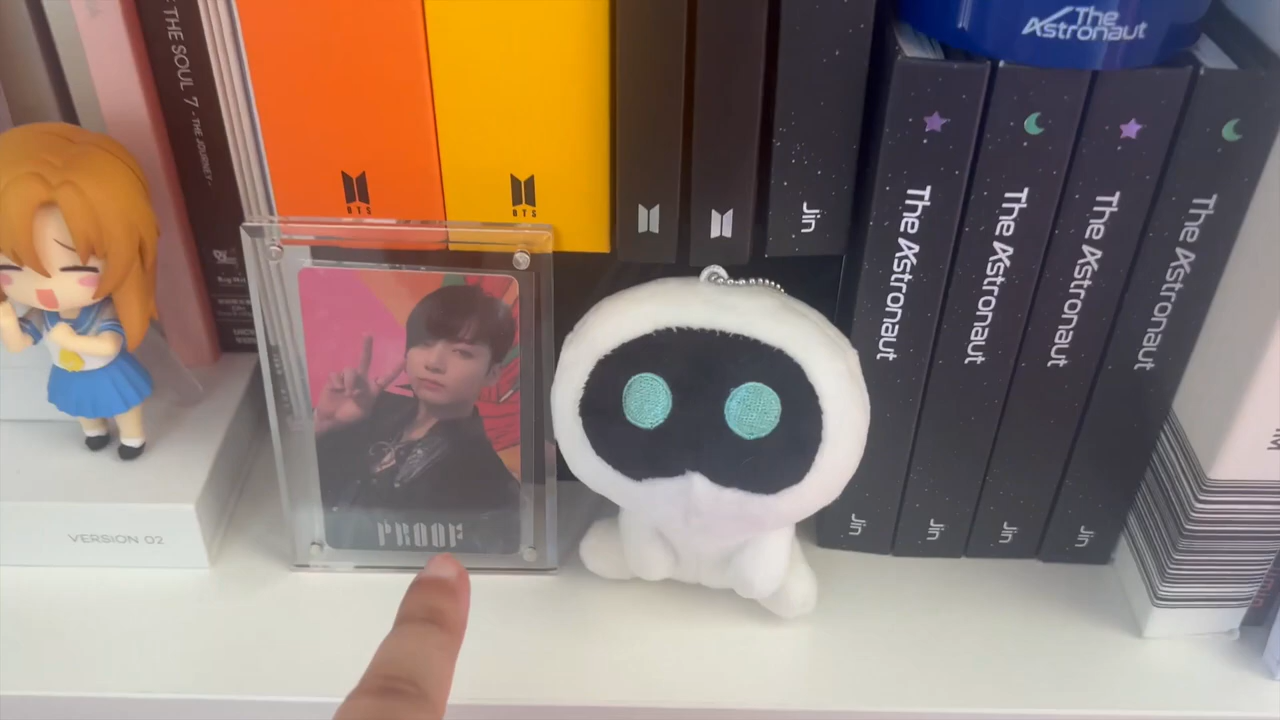 THE SOUL 7 - THE JOURNEY -
BTS
BTS
Jin
The Astronaut
The Astronaut
Jin
The Astronaut
Jin
The Astronaut
Jin
The Astronaut
Jin
PROOF
VERSION 02